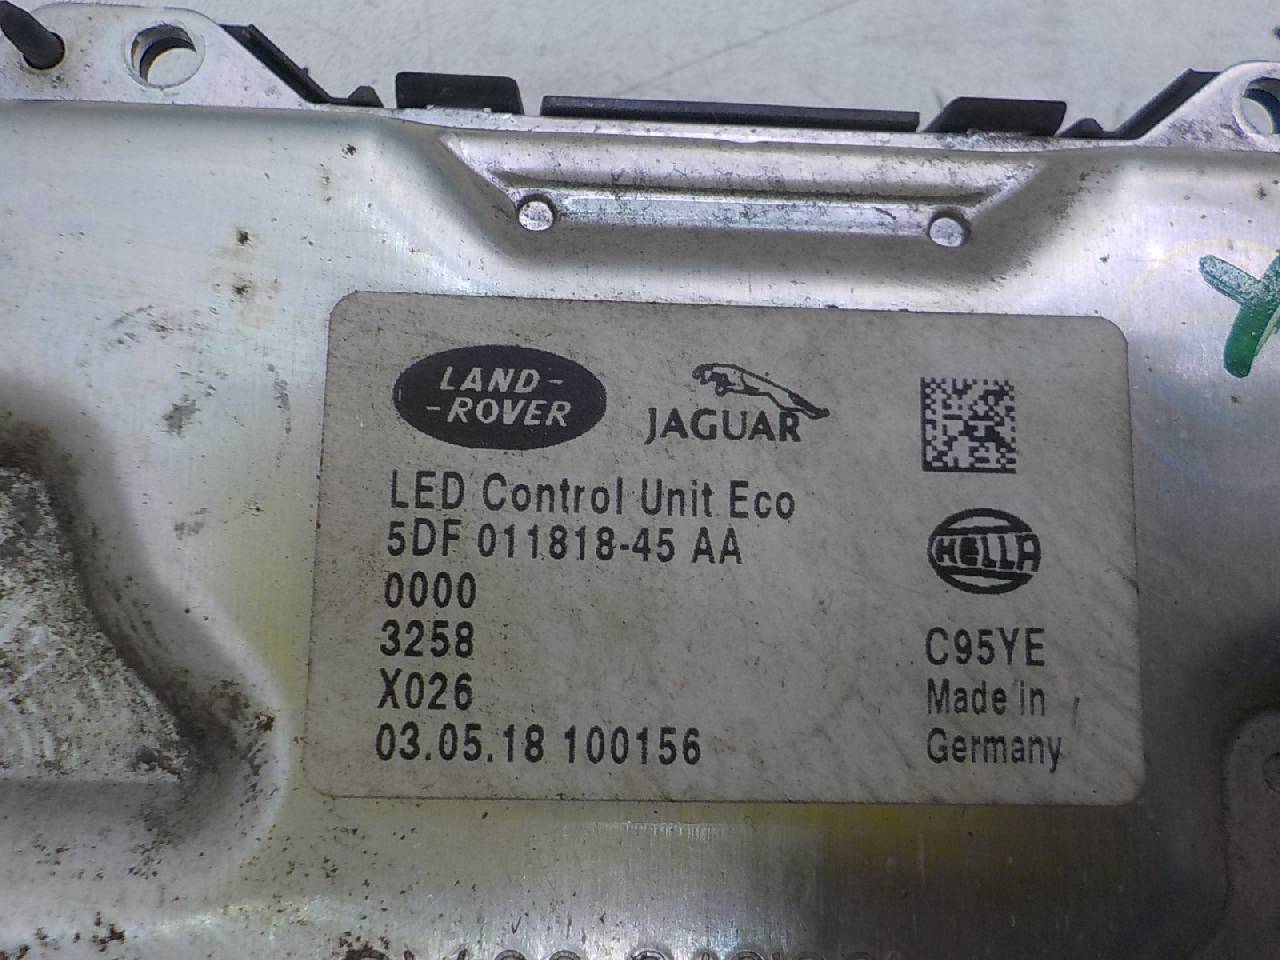 LAND-
-ROVER
JAGUAR
LED Control Unit Eco
5DF 011818-45 AA
HELLA
0000
3258
C95YE
X026
Made in
03.05.18 100156
Germany